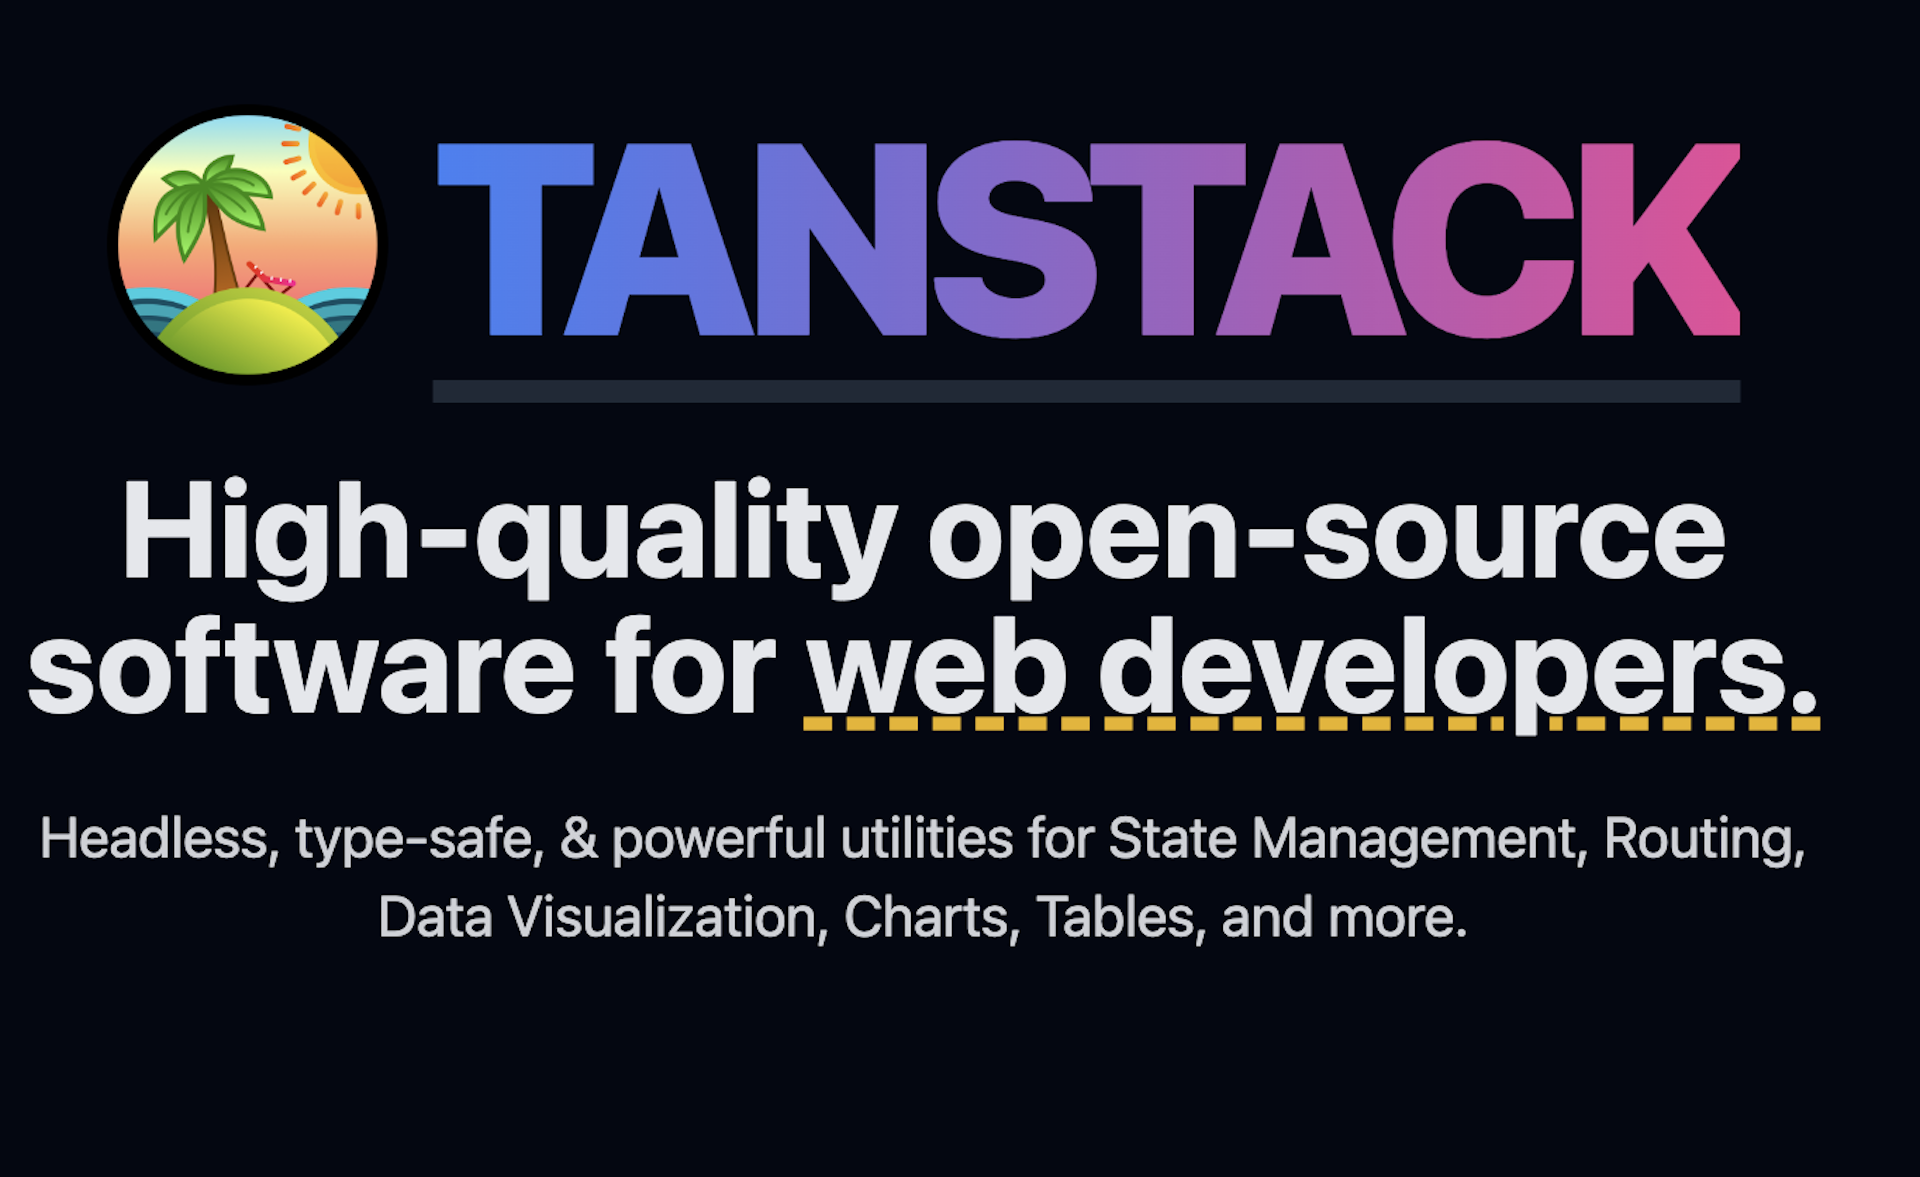 TANSTACK
High-quality open-source
software for web developers.
Headless, type-safe, & powerful utilities for State Management, Routing,
Data Visualization, Charts, Tables, and more.